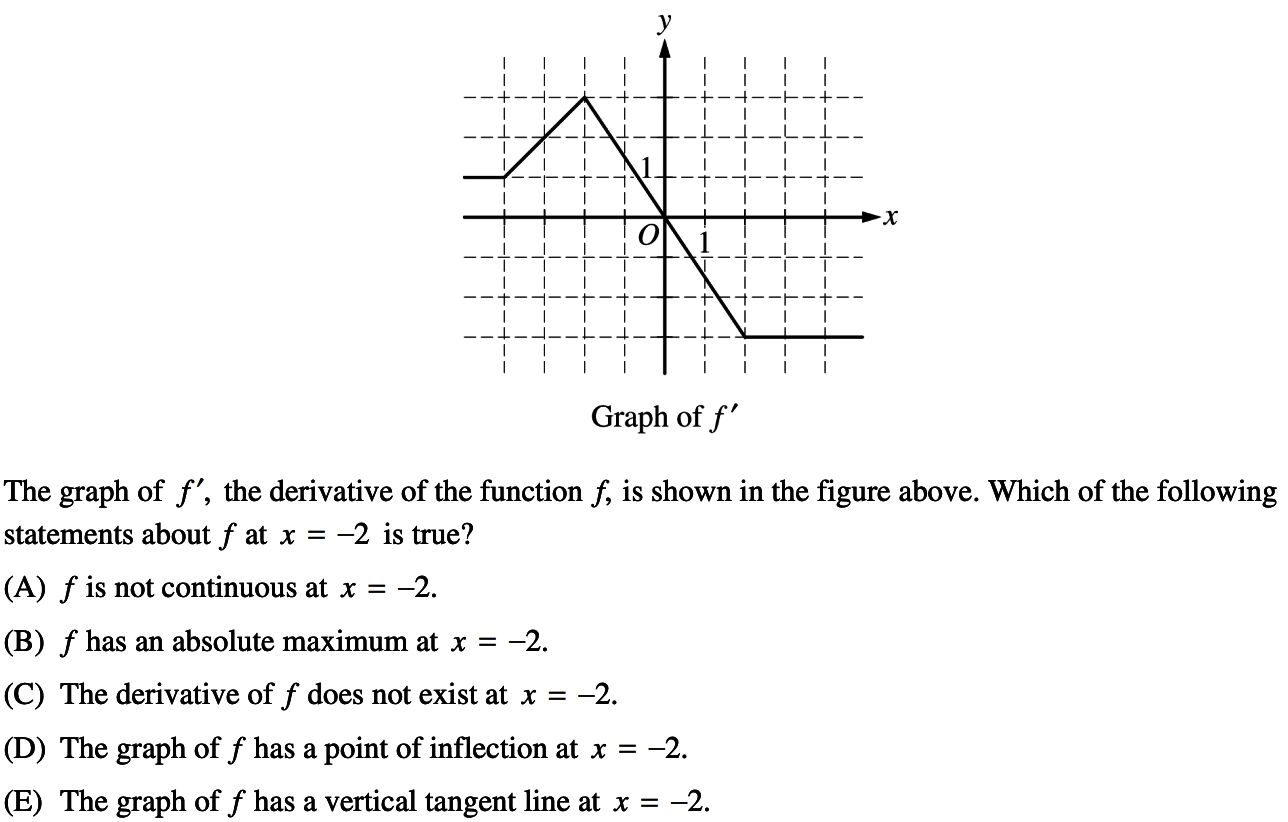 y
1
x
O
1
Graph of f′
The graph of f′, the derivative of the function f, is shown in the figure above. Which of the following
statements about f at x = −2 is true?
(A) f is not continuous at x = −2.
(B) f has an absolute maximum at x = −2.
(C) The derivative of f does not exist at x = −2.
(D) The graph of f has a point of inflection at x = −2.
(E) The graph of f has a vertical tangent line at x = −2.